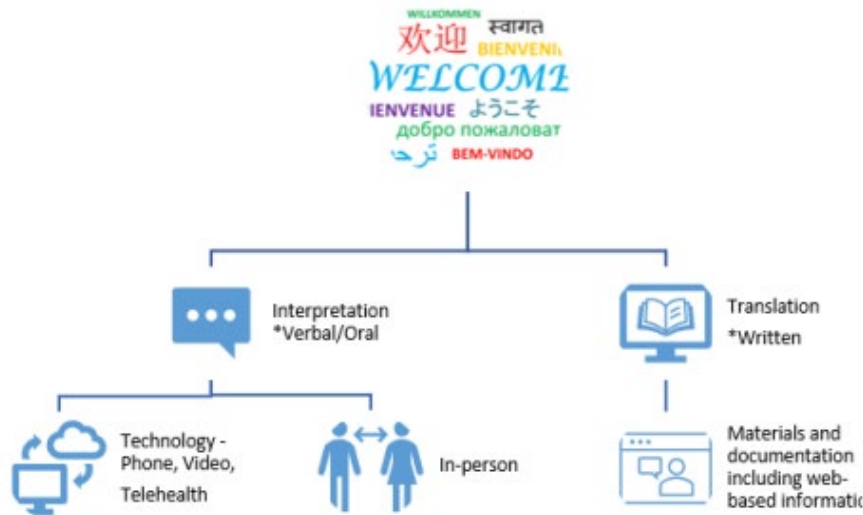 WILLKOMMEN
欢迎 स्वागत
BIENVENI
WELCOME
IENVENUE ようこそ
добро пожаловат
ترح BEM-VINDO
Interpretation
*Verbal/Oral
Translation
*Written
Technology -
Phone, Video,
Telehealth
In-person
Materials and
documentation
including web-
based informatio